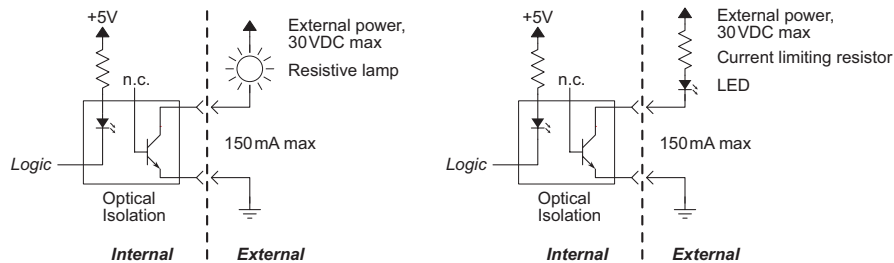 +5V
External power,
30VDC max
Resistive lamp
n.c.
150mA max
Logic
Optical
Isolation
Internal
External
+5V
External power,
30VDC max
Current limiting resistor
LED
n.c.
150mA max
Logic
Optical
Isolation
Internal
External